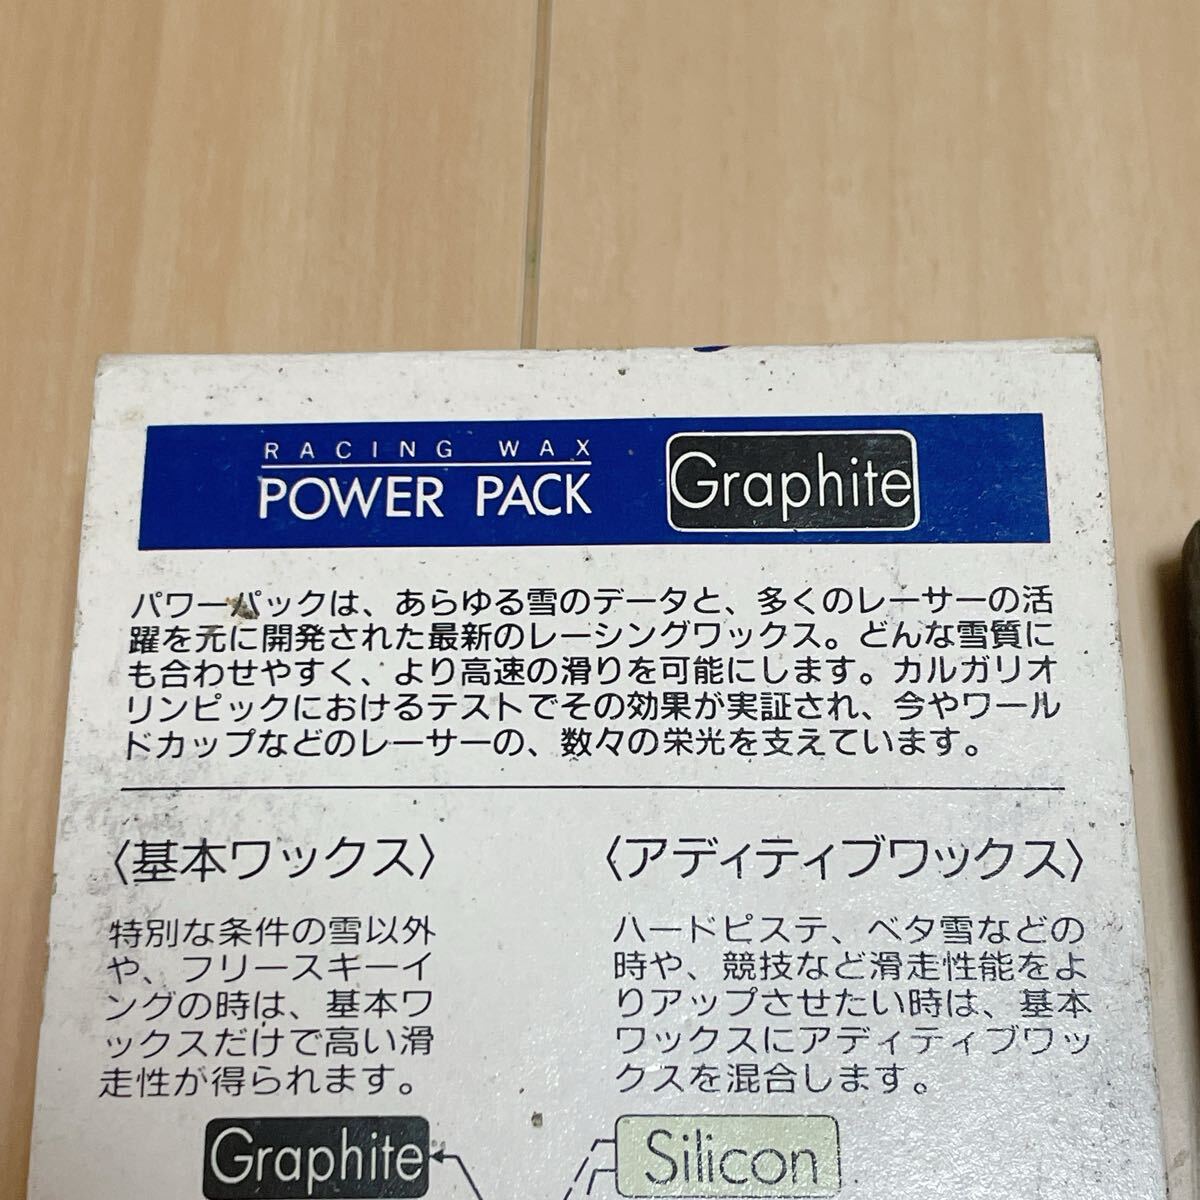 RACING WAX
POWER PACK
Graphite
パワーパックは、あらゆる雪のデータと、多くのレーサーの活
躍を元に開発された最新のレーシングワックス。どんな雪質に
も合わせやすく、より高速の滑りを可能にします。カルガリオ
リンピックにおけるテストでその効果が実証され、今やワール
ドカップなどのレーサーの、数々の栄光を支えています。
〈基本ワックス〉
特別な条件の雪以外
や、フリースキーイ
ングの時は、基本ワ
ックスだけで高い滑
走性が得られます。
Graphite
〈アディティブワックス〉
ハードピステ、ベタ雪などの
時や、競技など滑走性能をよ
りアップさせたい時は、基本
ワックスにアディティブワッ
クスを混合します。
Silicon